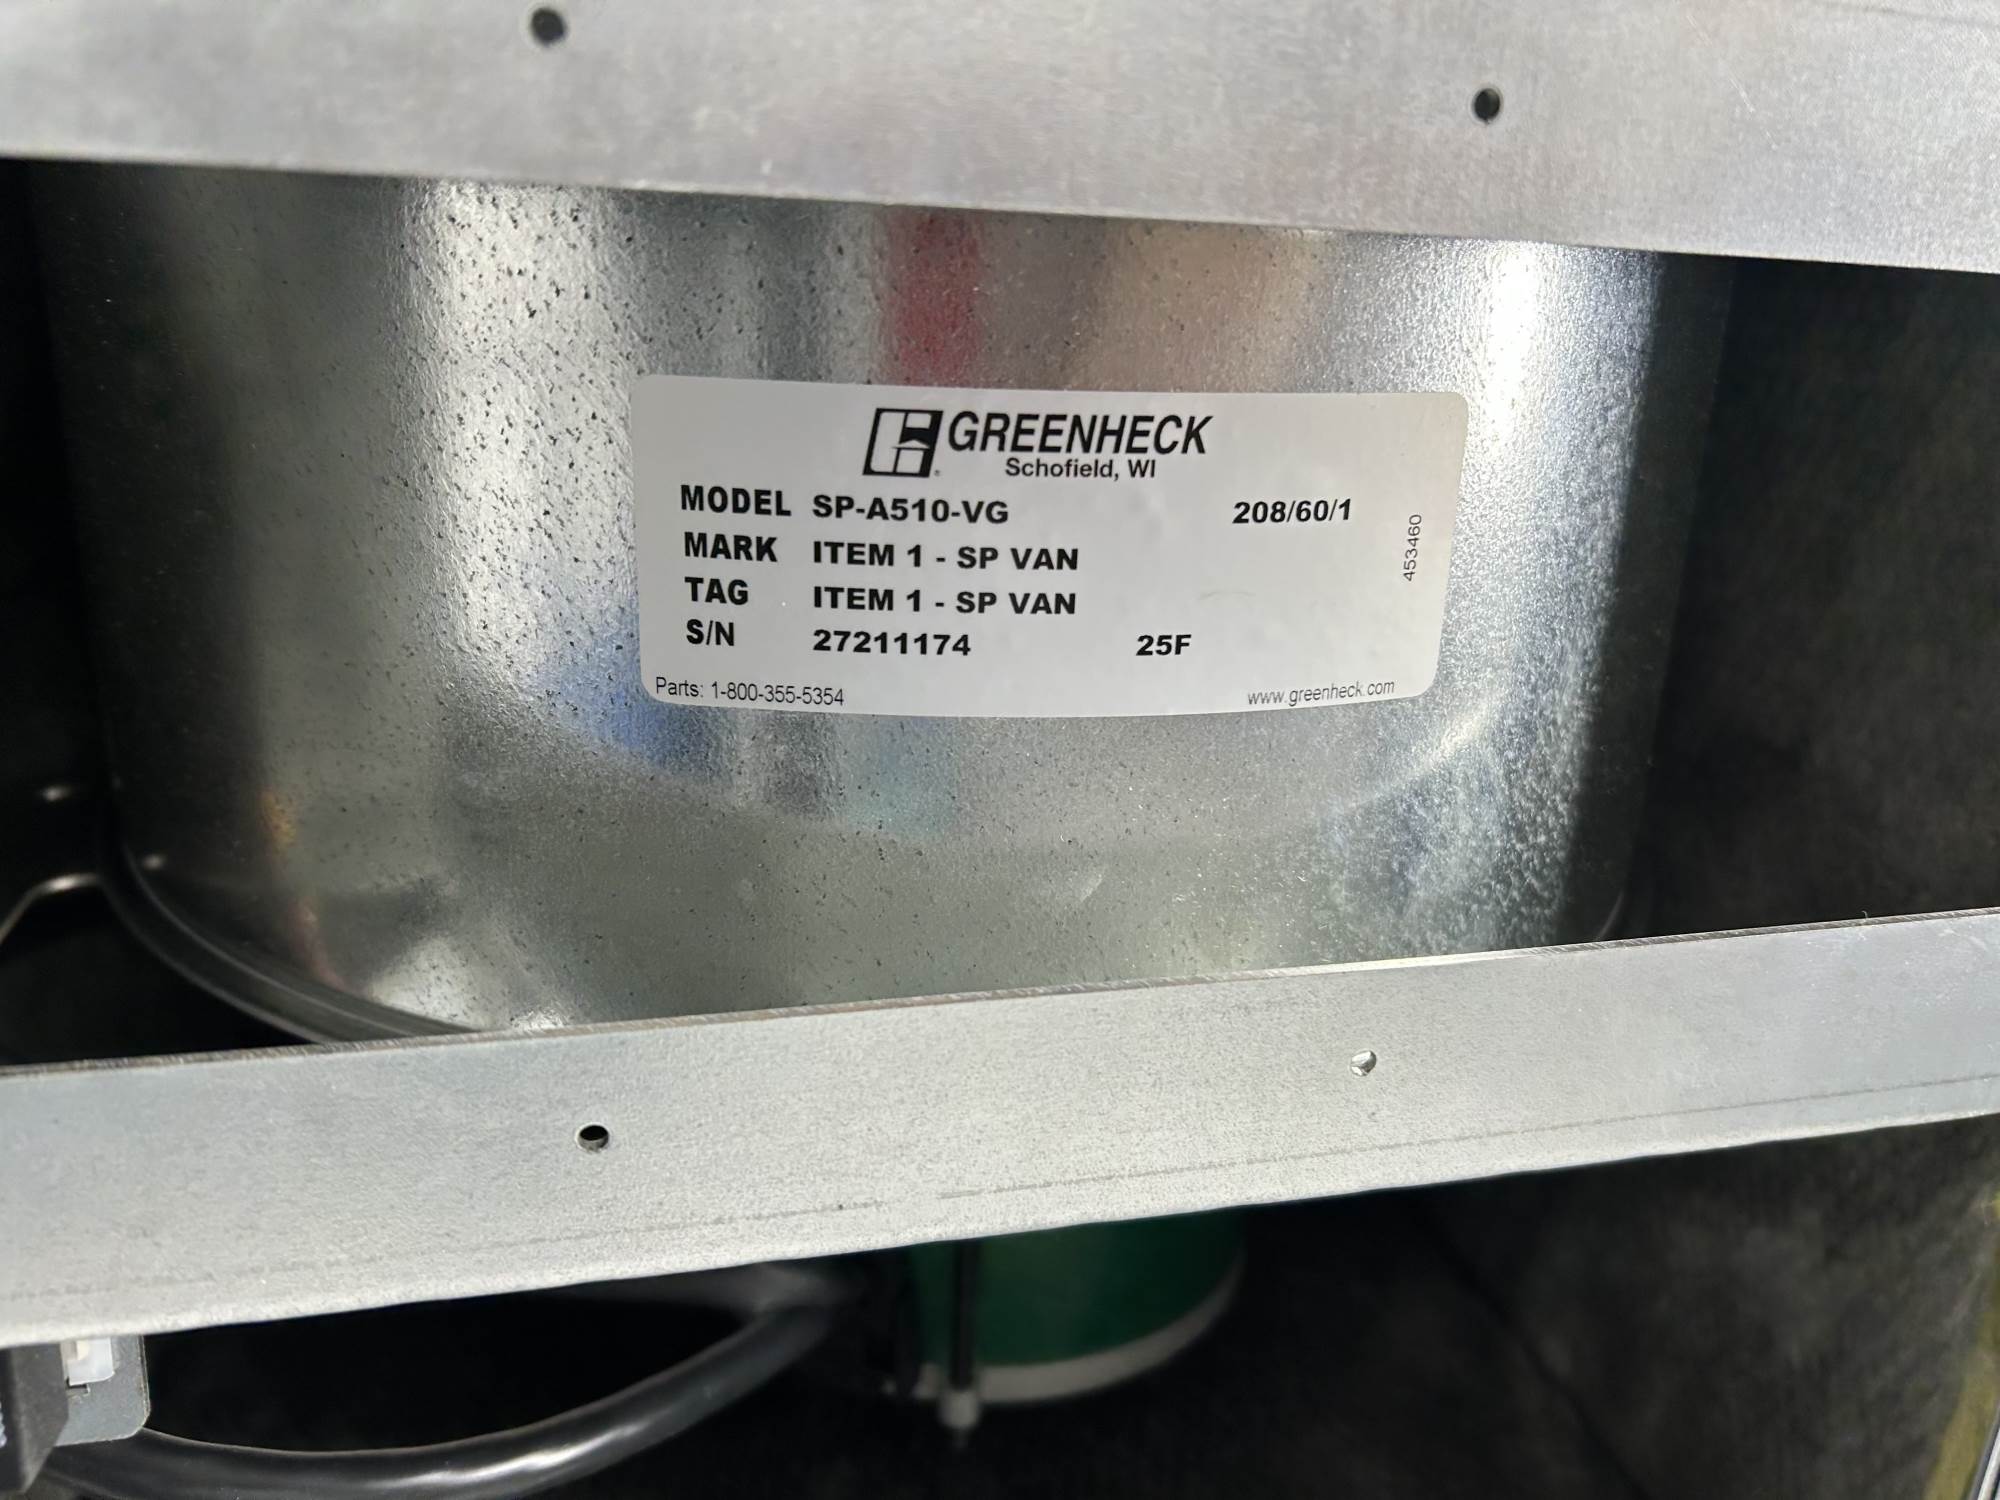 GREENHECK
Schofield, WI
MODEL SP-A510-VG 208/60/1
MARK ITEM 1 - SP VAN
TAG ITEM 1 - SP VAN
S/N 27211174 25F
453460
Parts: 1-800-355-5354 www.greenheck.com